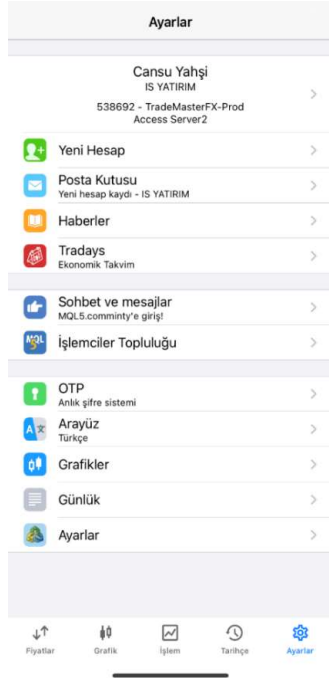 Ayarlar
Cansu Yahşi
IS YATIRIM
538692 - TradeMasterFX-Prod
Access Server2
Yeni Hesap
Posta Kutusu
Yeni hesap kaydı - IS YATIRIM
Haberler
Tradays
Ekonomik Takvim
Sohbet ve mesajlar
MQL5.comminty'e giriş!
İşlemciler Topluluğu
OTP
Anlık şifre sistemi
Arayüz
Türkçe
Grafikler
Günlük
Ayarlar
Fiyatlar Grafik İşlem Tarihçe Ayarlar